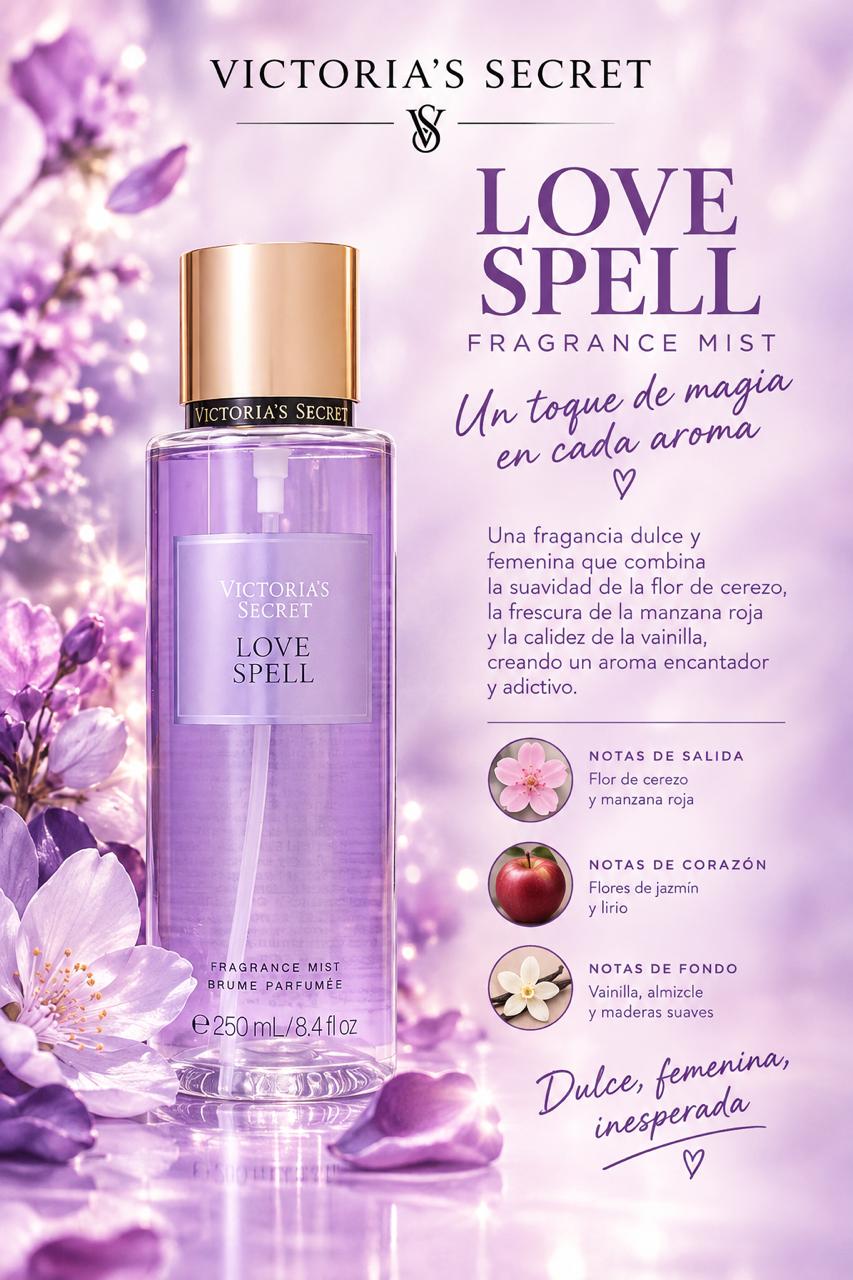 VICTORIA'S SECRET
VS
LOVE
SPELL
FRAGRANCE MIST
Un toque de magia
en cada aroma
Una fragancia dulce y
femenina que combina
la suavidad de la flor de cerezo,
la frescura de la manzana roja
y la calidez de la vainilla,
creando un aroma encantador
y adictivo.
NOTAS DE SALIDA
Flor de cerezo
y manzana roja
NOTAS DE CORAZÓN
Flores de jazmín
y lirio
NOTAS DE FONDO
Vainilla, almizcle
y maderas suaves
Dulce, femenina,
inesperada
VICTORIA'S SECRET
VICTORIA'S
SECRET
LOVE
SPELL
FRAGRANCE MIST
BRUME PARFUMÉE
℮ 250 mL/8.4 fl oz